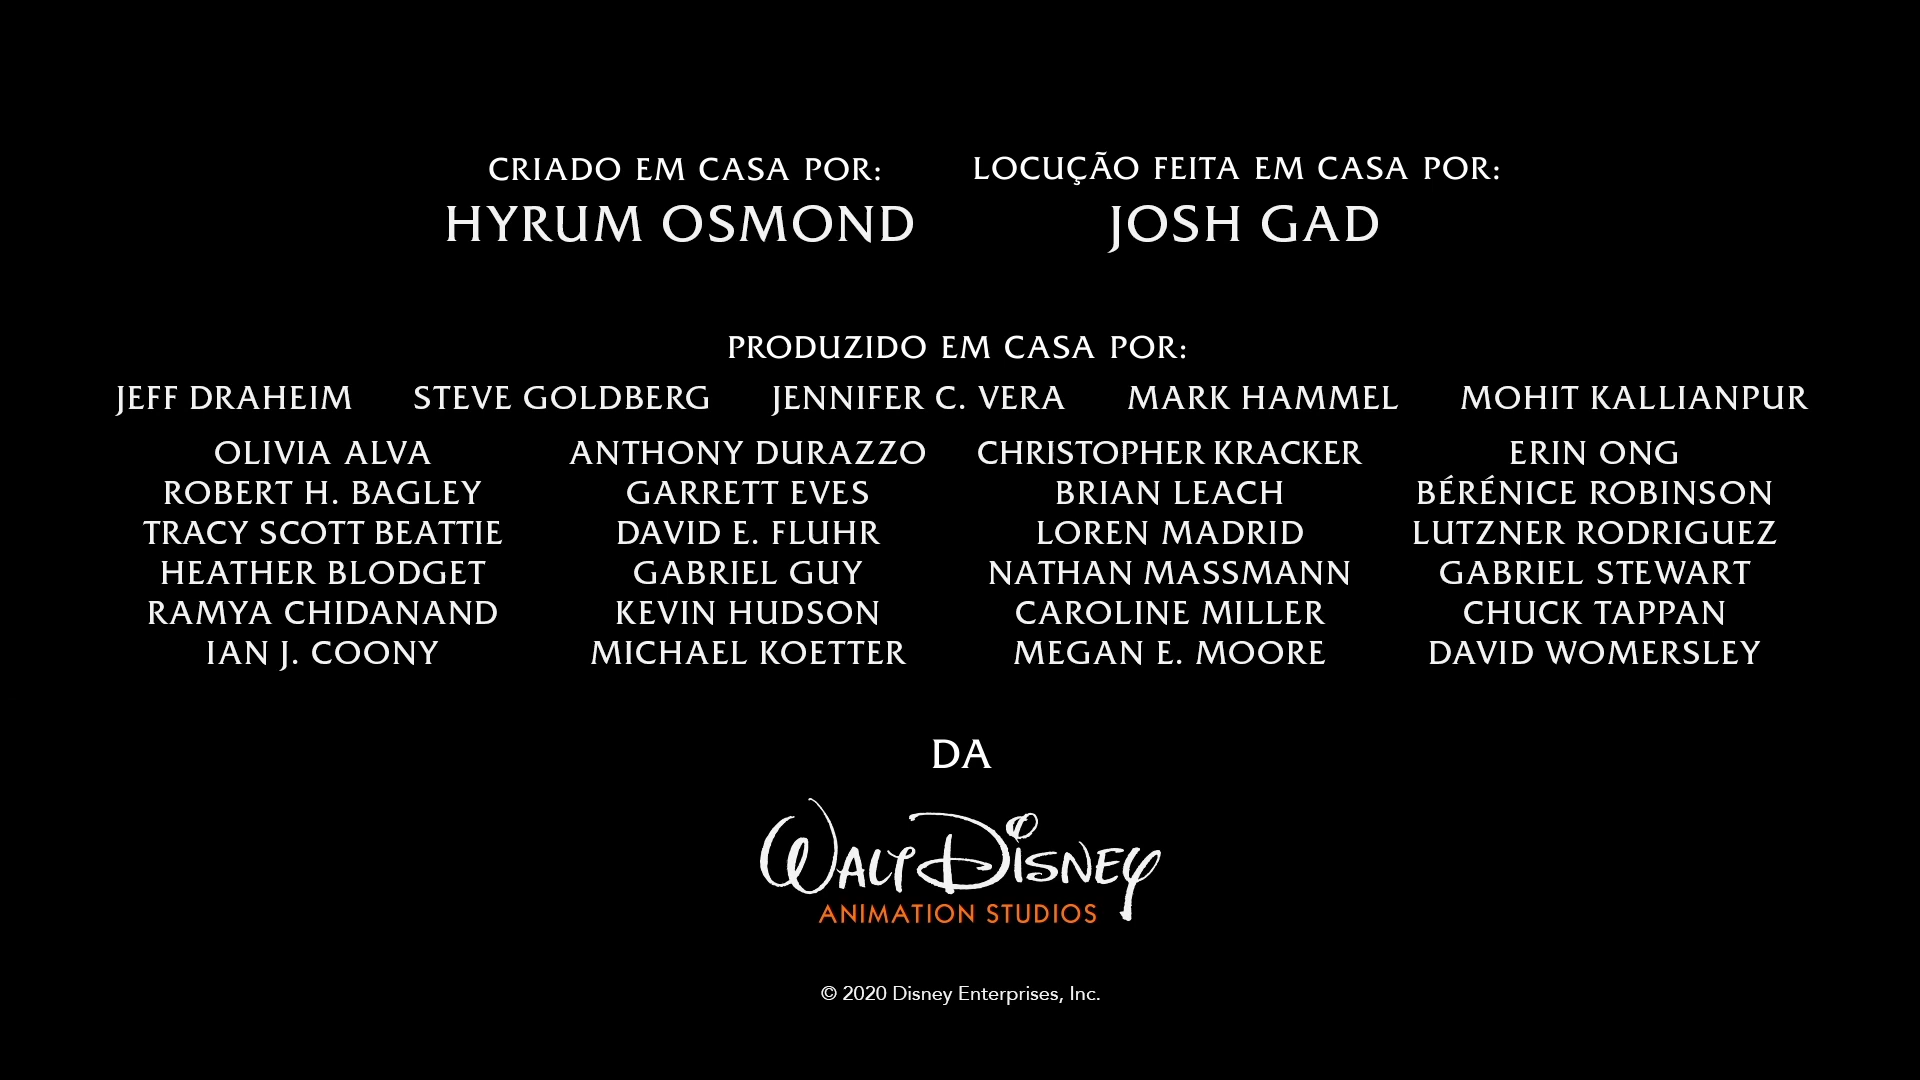 CRIADO EM CASA POR:
HYRUM OSMOND
LOCUÇÃO FEITA EM CASA POR:
JOSH GAD
PRODUZIDO EM CASA POR:
JEFF DRAHEIM STEVE GOLDBERG JENNIFER C. VERA MARK HAMMEL MOHIT KALLIANPUR
OLIVIA ALVA
ROBERT H. BAGLEY
TRACY SCOTT BEATTIE
HEATHER BLODGET
RAMYA CHIDANAND
IAN J. COONY
ANTHONY DURAZZO
GARRETT EVES
DAVID E. FLUHR
GABRIEL GUY
KEVIN HUDSON
MICHAEL KOETTER
CHRISTOPHER KRACKER
BRIAN LEACH
LOREN MADRID
NATHAN MASSMANN
CAROLINE MILLER
MEGAN E. MOORE
ERIN ONG
BÉRÉNICE ROBINSON
LUTZNER RODRIGUEZ
GABRIEL STEWART
CHUCK TAPPAN
DAVID WOMERSLEY
DA
WALT DISNEY
ANIMATION STUDIOS
© 2020 Disney Enterprises, Inc.